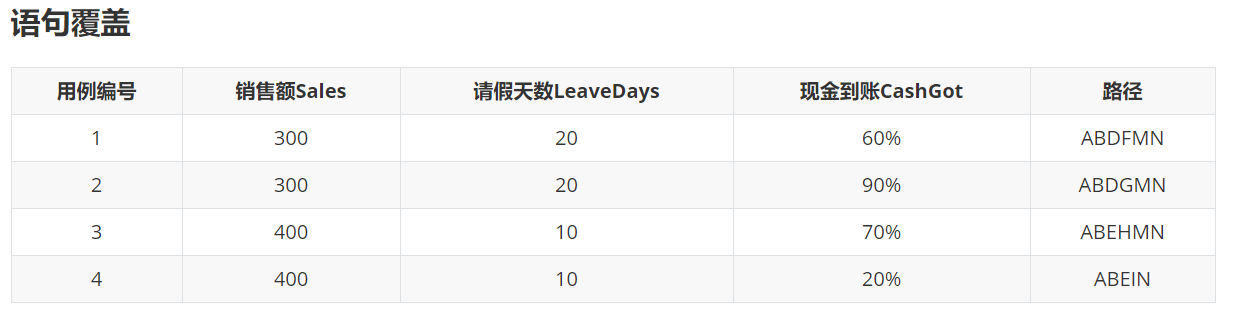 语句覆盖
用例编号 销售额Sales 请假天数LeaveDays 现金到账CashGot 路径
1 300 20 60% ABDFMN
2 300 20 90% ABDGMN
3 400 10 70% ABEHMN
4 400 10 20% ABEIN